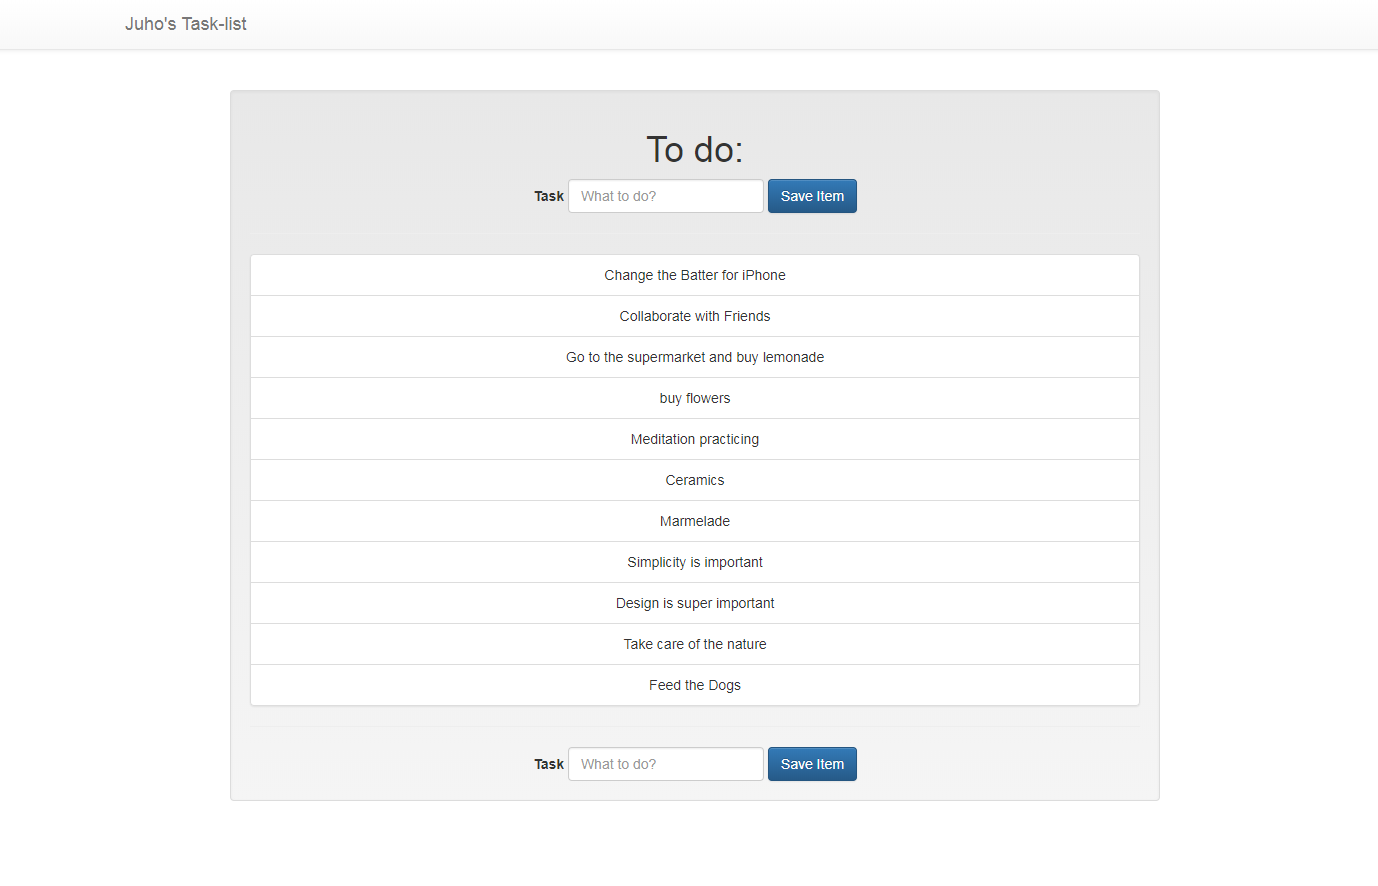 Juho's Task-list
To do:
Task What to do? Save Item
Change the Batter for iPhone
Collaborate with Friends
Go to the supermarket and buy lemonade
buy flowers
Meditation practicing
Ceramics
Marmelade
Simplicity is important
Design is super important
Take care of the nature
Feed the Dogs
Task What to do? Save Item